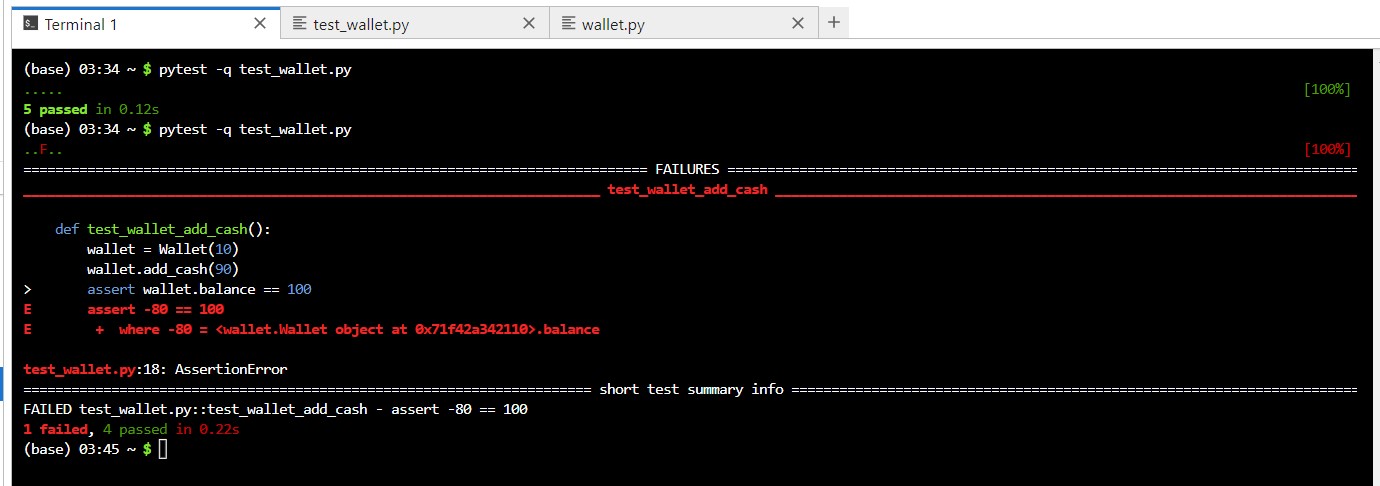 Terminal 1 test_wallet.py wallet.py
(base) 03:34 ~ $ pytest -q test_wallet.py
..... [100%]
5 passed in 0.12s
(base) 03:34 ~ $ pytest -q test_wallet.py
..F.. [100%]
FAILURES
test_wallet_add_cash
def test_wallet_add_cash():
wallet = Wallet(10)
wallet.add_cash(90)
> assert wallet.balance == 100
E assert -80 == 100
E + where -80 = <wallet.Wallet object at 0x71f42a342110>.balance
test_wallet.py:18: AssertionError
short test summary info
FAILED test_wallet.py::test_wallet_add_cash - assert -80 == 100
1 failed, 4 passed in 0.22s
(base) 03:45 ~ $